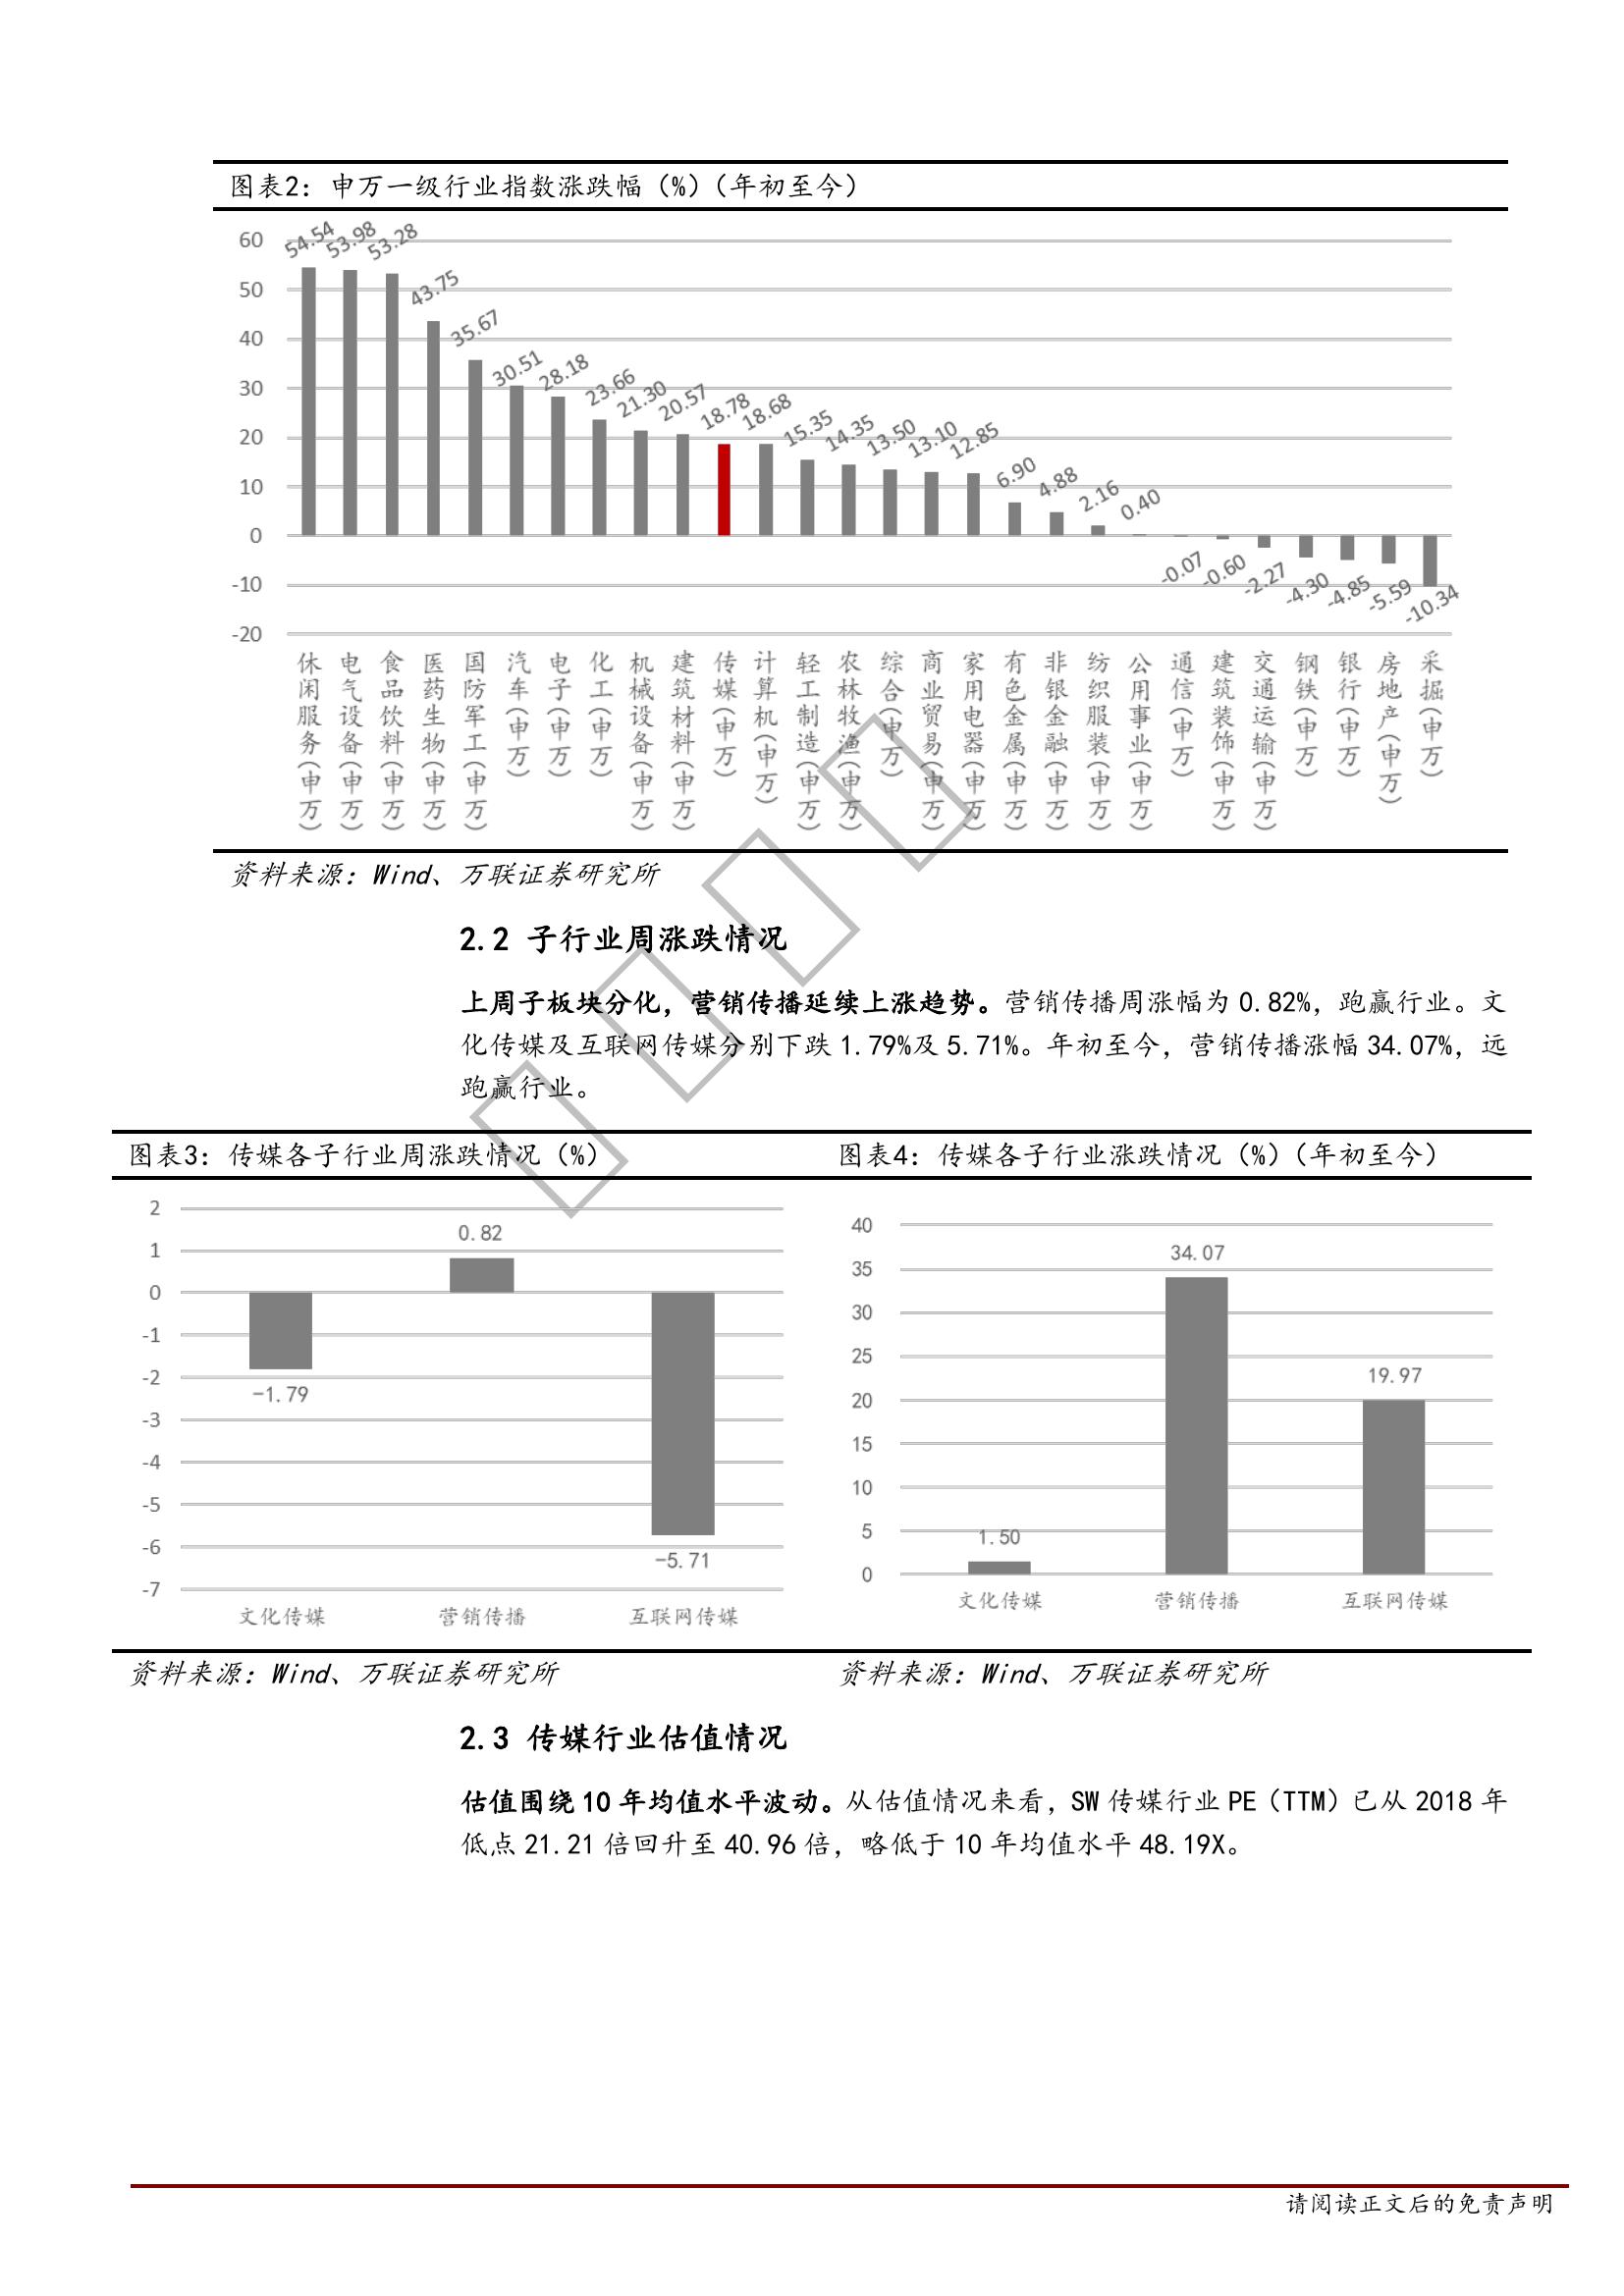 图表2：申万一级行业指数涨跌幅（%）（年初至今）
60
50
40
30
20
10
0
-10
-20
54.54
53.98
53.28
43.75
35.67
30.51
28.18
23.66
21.30
20.57
18.78
18.68
15.35
14.35
13.50
13.10
12.85
6.90
4.88
2.16
0.40
-0.07
-0.60
-2.27
-4.30
-4.85
-5.59
-10.34
休闲服务(申万)
电气设备(申万)
食品饮料(申万)
医药生物(申万)
国防军工(申万)
汽车(申万)
电子(申万)
化工(申万)
机械设备(申万)
建筑材料(申万)
传媒(申万)
计算机(申万)
轻工制造(申万)
农林牧渔(申万)
综合(申万)
商业贸易(申万)
家用电器(申万)
有色金属(申万)
非银金融(申万)
纺织服装(申万)
公用事业(申万)
通信(申万)
建筑装饰(申万)
交通运输(申万)
钢铁(申万)
银行(申万)
房地产(申万)
采掘(申万)
资料来源：Wind、万联证券研究所
2.2 子行业周涨跌情况
上周子板块分化，营销传播延续上涨趋势。营销传播周涨幅为 0.82%，跑赢行业。文
化传媒及互联网传媒分别下跌 1.79%及 5.71%。年初至今，营销传播涨幅 34.07%，远
跑赢行业。
图表3：传媒各子行业周涨跌情况（%）
2
1
0
-1
-2
-3
-4
-5
-6
-7
-1.79
0.82
-5.71
文化传媒
营销传播
互联网传媒
资料来源：Wind、万联证券研究所
图表4：传媒各子行业涨跌情况（%）（年初至今）
40
35
30
25
20
15
10
5
0
1.50
34.07
19.97
文化传媒
营销传播
互联网传媒
资料来源：Wind、万联证券研究所
2.3 传媒行业估值情况
估值围绕 10 年均值水平波动。从估值情况来看，SW 传媒行业 PE（TTM）已从 2018 年
低点 21.21 倍回升至 40.96 倍，略低于 10 年均值水平 48.19X。
请阅读正文后的免责声明